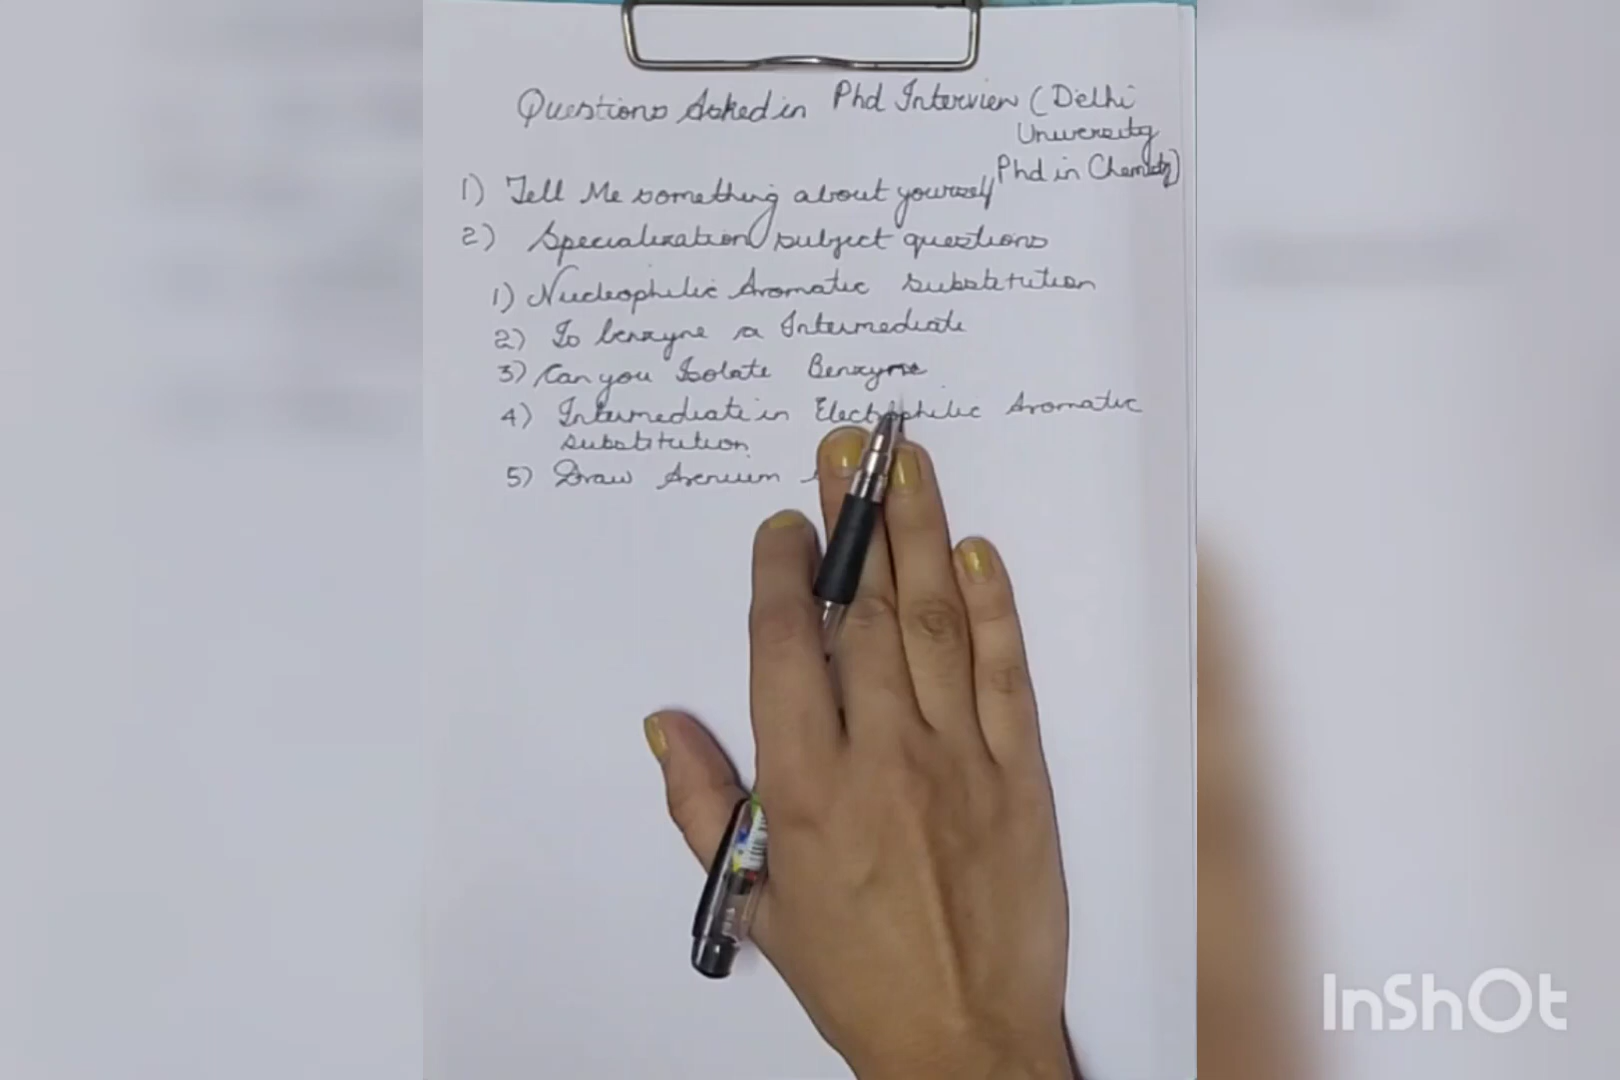 Questions Asked in Phd Interview (Delhi
University
Phd in Chemistry)
1) Tell Me something about yourself
2) Specialization subject questions
1) Nucleophilic Aromatic substitution
2) Is benzyne a Intermediate
3) Can you Isolate Benzyne
4) Intermediate in Electrophilic Aromatic
substitution
5) Draw Arenium
InShOt